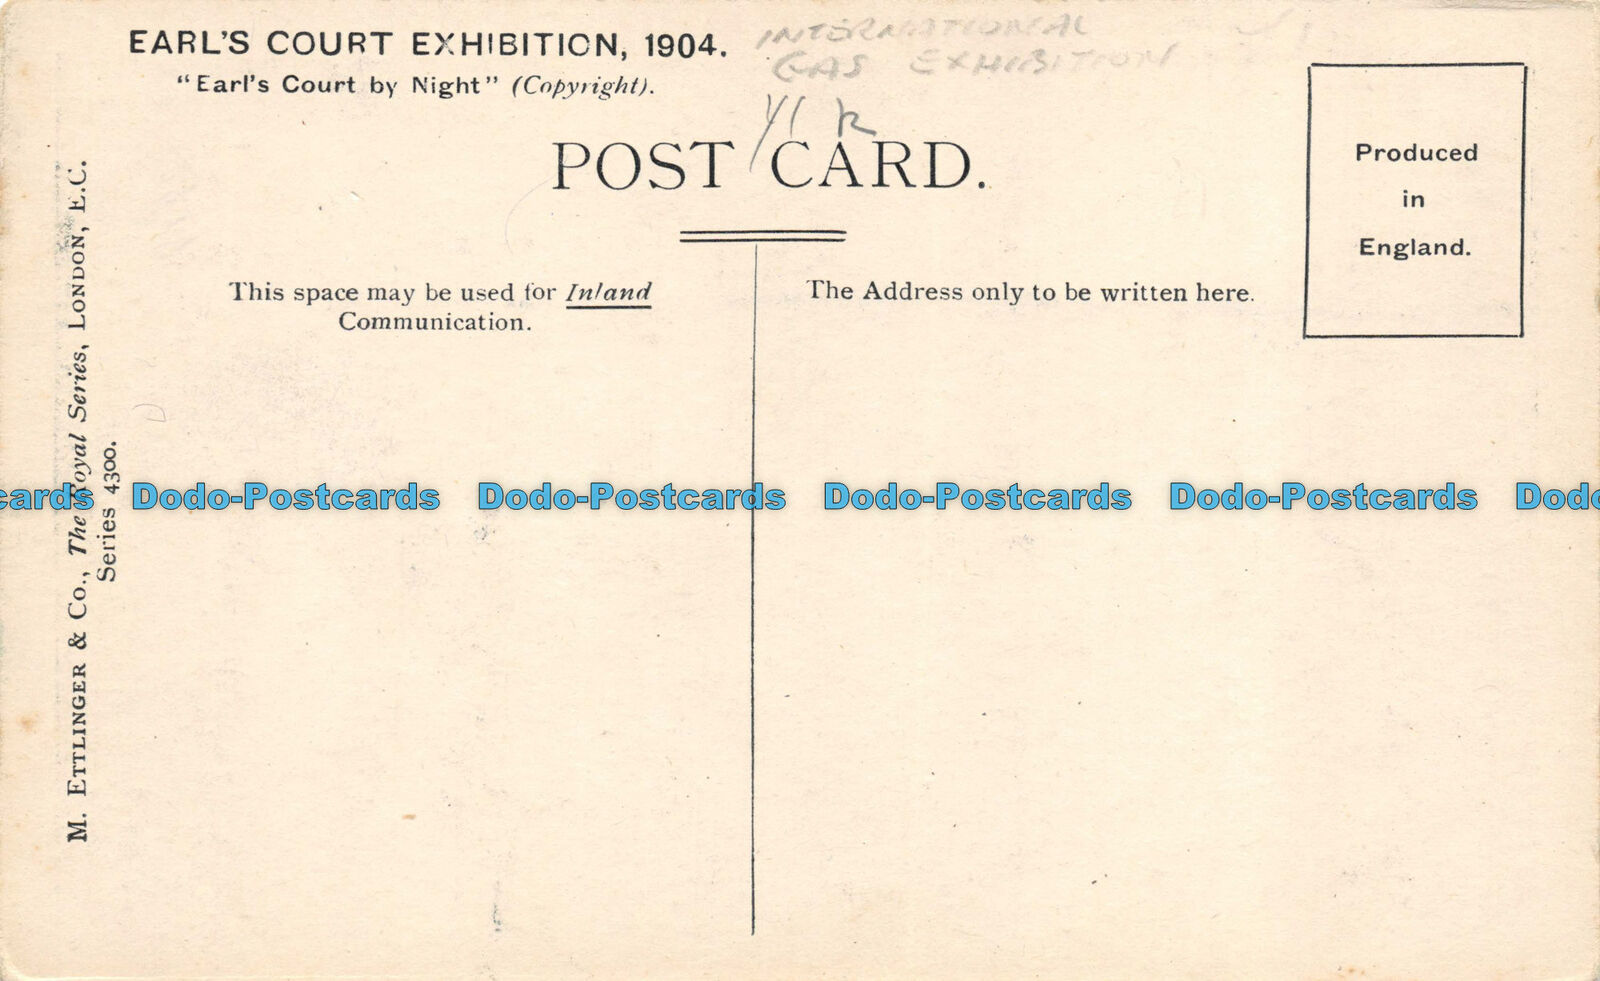 EARL'S COURT EXHIBITION, 1904.
"Earl's Court by Night" (Copyright).
INTERNATIONAL
GAS EXHIBITION
POST CARD.
Produced
in
England.
This space may be used for Inland
Communication.
The Address only to be written here.
M. ETTLINGER & Co., The Royal Series, LONDON, E.C.
Series 4300.
cards Dodo-Postcards Dodo-Postcards Dodo-Postcards Dodo-Postcards Dodo